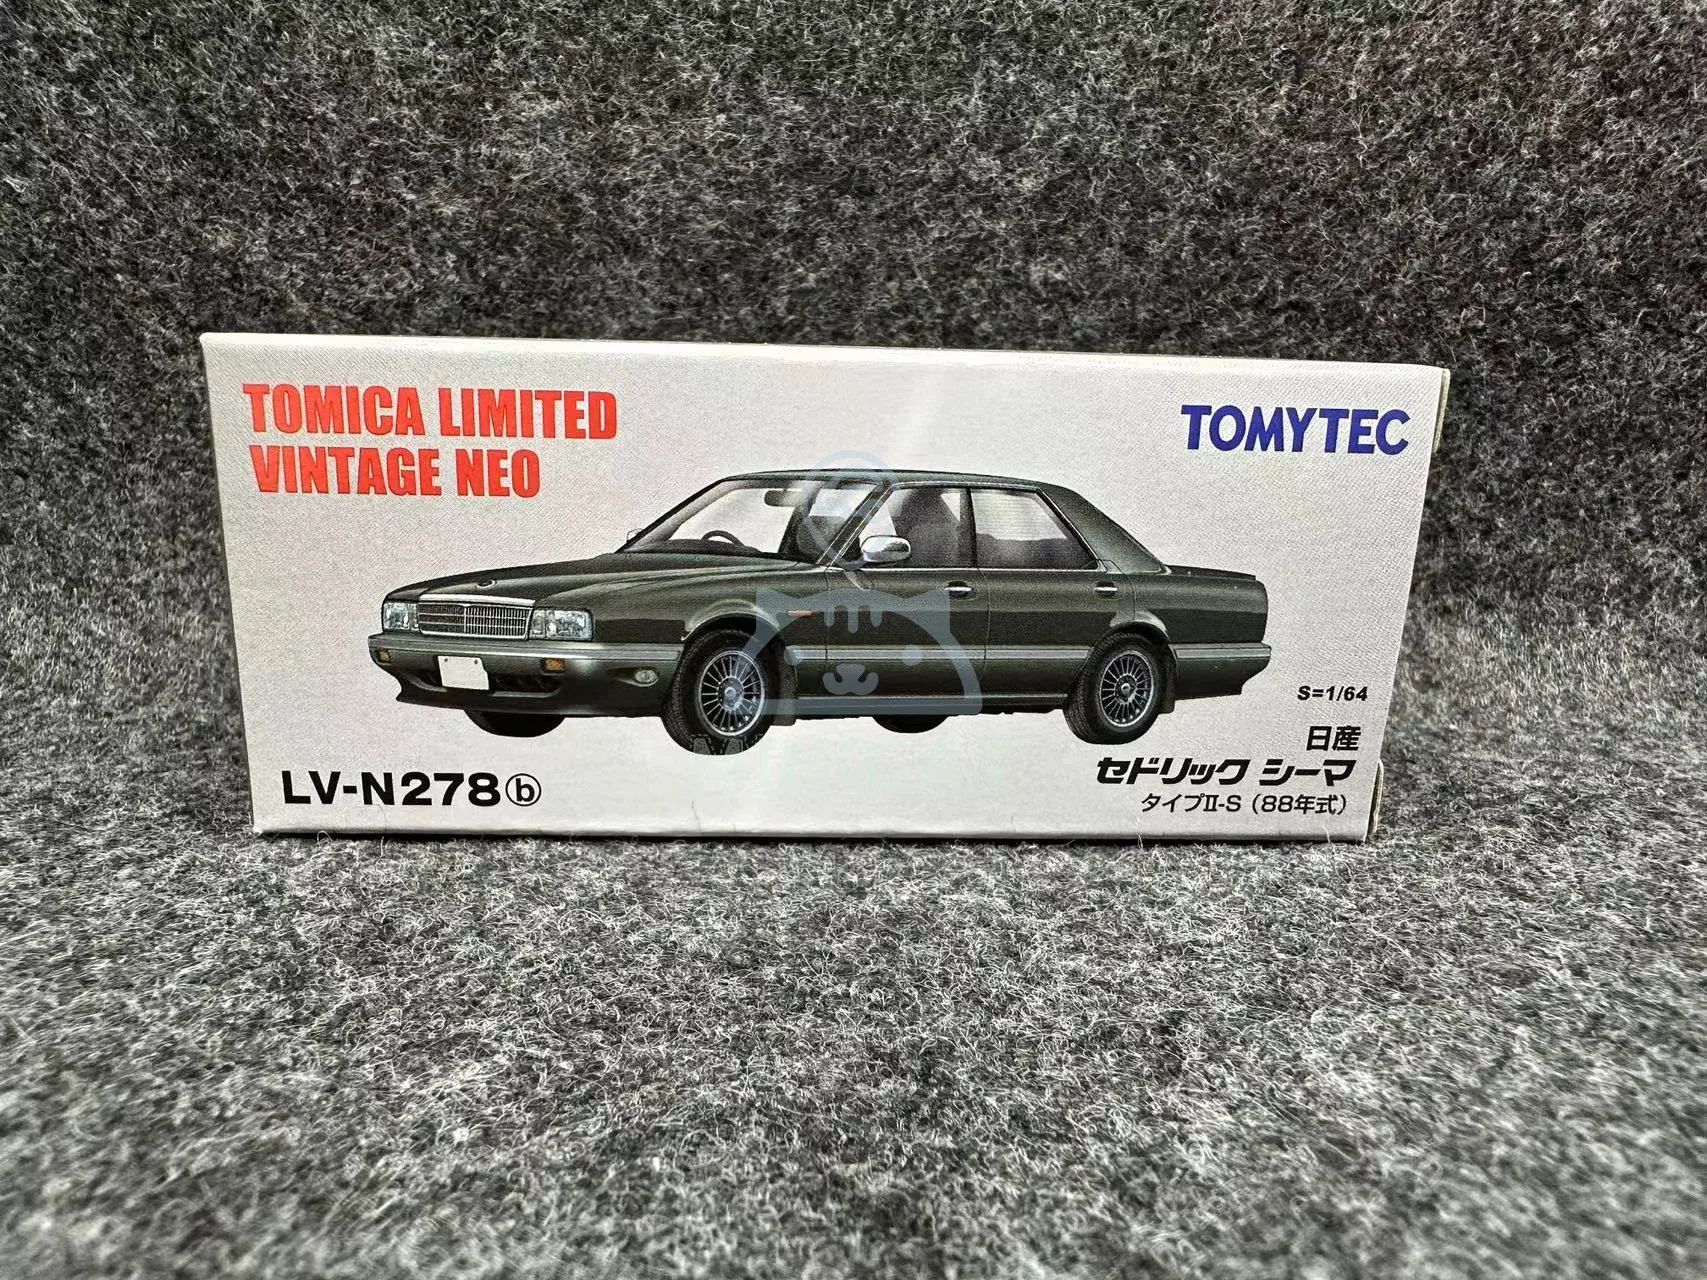 TOMICA LIMITED
VINTAGE NEO
TOMYTEC
S=1/64
日産
セドリック シーマ
タイプⅡ-S (88年式)
LV-N278ⓑ